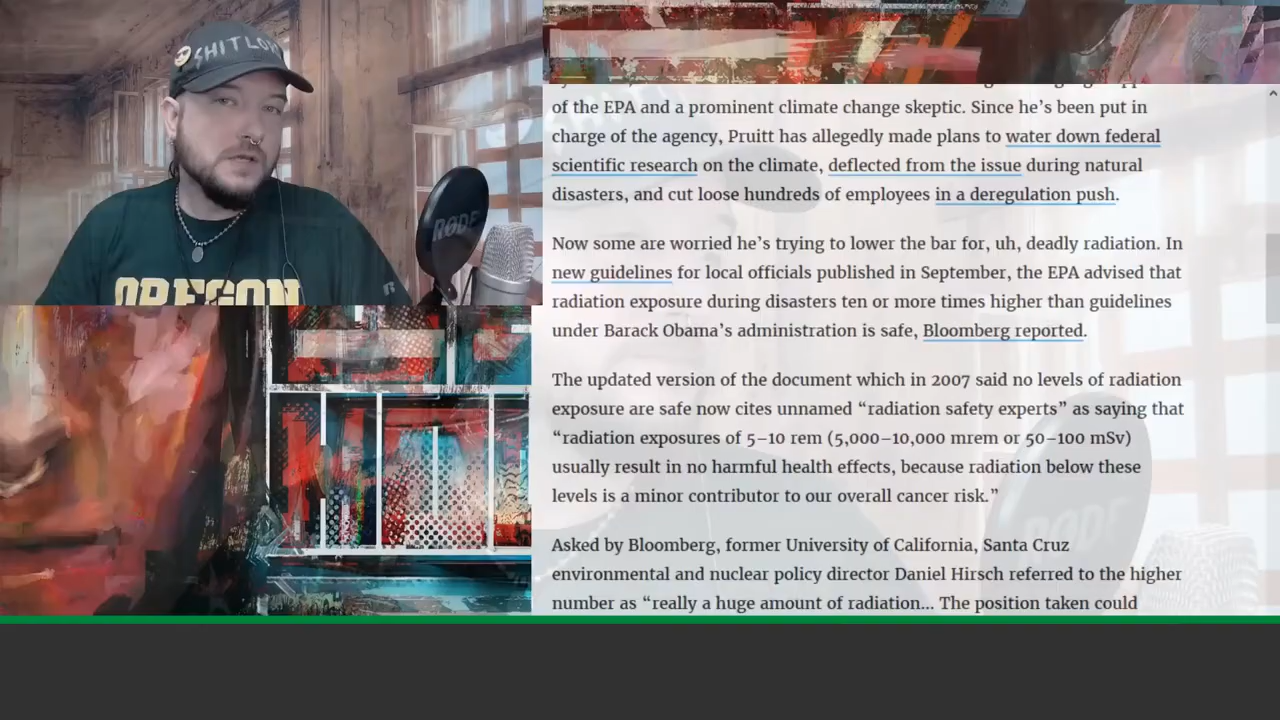 SHITLO
OREGON
RØDE
of the EPA and a prominent climate change skeptic. Since he’s been put in
charge of the agency, Pruitt has allegedly made plans to water down federal
scientific research on the climate, deflected from the issue during natural
disasters, and cut loose hundreds of employees in a deregulation push.
Now some are worried he’s trying to lower the bar for, uh, deadly radiation. In
new guidelines for local officials published in September, the EPA advised that
radiation exposure during disasters ten or more times higher than guidelines
under Barack Obama’s administration is safe, Bloomberg reported.
The updated version of the document which in 2007 said no levels of radiation
exposure are safe now cites unnamed “radiation safety experts” as saying that
“radiation exposures of 5–10 rem (5,000–10,000 mrem or 50–100 mSv)
usually result in no harmful health effects, because radiation below these
levels is a minor contributor to our overall cancer risk.”
Asked by Bloomberg, former University of California, Santa Cruz
environmental and nuclear policy director Daniel Hirsch referred to the higher
number as “really a huge amount of radiation... The position taken could